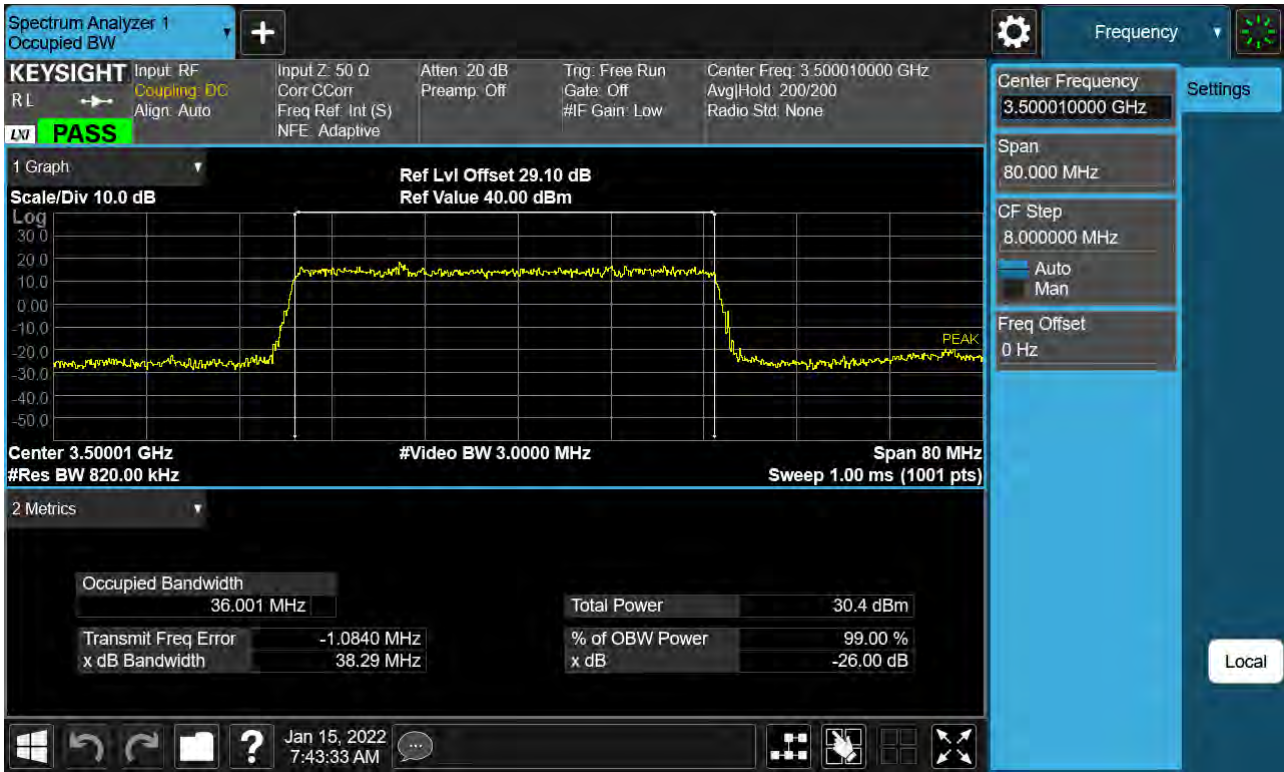 Spectrum Analyzer 1
Occupied BW
Frequency
KEYSIGHT
RL
LXI PASS
Input: RF
Coupling: DC
Align: Auto
Input Z: 50 Ω
Corr CCorr
Freq Ref: Int (S)
NFE: Adaptive
Atten: 20 dB
Preamp: Off
Trig: Free Run
Gate: Off
#IF Gain: Low
Center Freq: 3.500010000 GHz
Avg|Hold: 200/200
Radio Std: None
1 Graph
Scale/Div 10.0 dB
Ref Lvl Offset 29.10 dB
Ref Value 40.00 dBm
Log
30.0
20.0
10.0
0.00
-10.0
-20.0
-30.0
-40.0
-50.0
PEAK
Center 3.50001 GHz
#Video BW 3.0000 MHz
Span 80 MHz
#Res BW 820.00 kHz
Sweep 1.00 ms (1001 pts)
2 Metrics
Occupied Bandwidth
36.001 MHz
Transmit Freq Error -1.0840 MHz
x dB Bandwidth 38.29 MHz
Total Power 30.4 dBm
% of OBW Power 99.00 %
x dB -26.00 dB
Center Frequency
3.500010000 GHz
Span
80.000 MHz
CF Step
8.000000 MHz
Auto
Man
Freq Offset
0 Hz
Settings
Local
?
Jan 15, 2022
7:43:33 AM